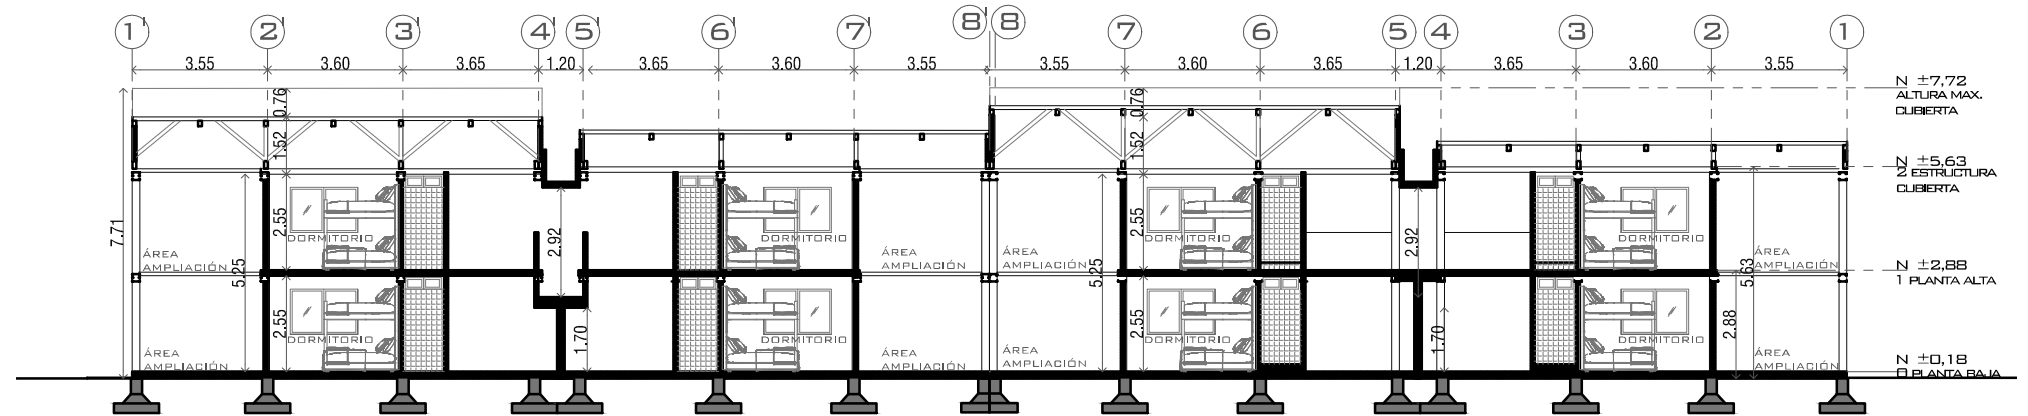 1' 2' 3' 4' 5' 6' 7' 8' 8 7 6 5 4 3 2 1
3.55 3.60 3.65 1.20 3.65 3.60 3.55 3.55 3.60 3.65 1.20 3.65 3.60 3.55
N ±7,72
ALTURA MAX.
CUBIERTA
0.76 0.76
1.52 1.52
N ±5,63
2 ESTRUCTURA
CUBIERTA
7.71 5.25 2.55 2.92 5.25 2.55 2.92 5.63
DORMITORIO DORMITORIO DORMITORIO DORMITORIO
ÁREA ÁREA ÁREA ÁREA
AMPLIACIÓN AMPLIACIÓN AMPLIACIÓN AMPLIACIÓN
N ±2,88
1 PLANTA ALTA
2.55 1.70 2.55 1.70 2.88
DORMITORIO DORMITORIO DORMITORIO DORMITORIO
ÁREA ÁREA ÁREA ÁREA
AMPLIACIÓN AMPLIACIÓN AMPLIACIÓN AMPLIACIÓN
N ±0,18
0 PLANTA BAJA